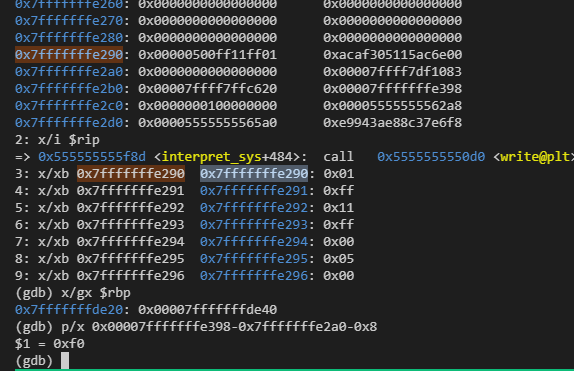 0x7fffffffe260: 0x0000000000000000 0x0000000000000000
0x7fffffffe270: 0x0000000000000000 0x0000000000000000
0x7fffffffe280: 0x0000000000000000 0x0000000000000000
0x7fffffffe290: 0x00000500ff11ff01 0xacaf305115ac6e00
0x7fffffffe2a0: 0x0000000000000000 0x00007ffff7df1083
0x7fffffffe2b0: 0x00007ffff7ffc620 0x00007fffffffe398
0x7fffffffe2c0: 0x0000000100000000 0x00005555555562a8
0x7fffffffe2d0: 0x00005555555565a0 0xe9943ae88c37e6f8
2: x/i $rip
=> 0x555555555f8d <interpret_sys+484>: call 0x5555555550d0 <write@plt>
3: x/xb 0x7fffffffe290 0x7fffffffe290: 0x01
4: x/xb 0x7fffffffe291 0x7fffffffe291: 0xff
5: x/xb 0x7fffffffe292 0x7fffffffe292: 0x11
6: x/xb 0x7fffffffe293 0x7fffffffe293: 0xff
7: x/xb 0x7fffffffe294 0x7fffffffe294: 0x00
8: x/xb 0x7fffffffe295 0x7fffffffe295: 0x05
9: x/xb 0x7fffffffe296 0x7fffffffe296: 0x00
(gdb) x/gx $rbp
0x7fffffffde20: 0x00007fffffffde40
(gdb) p/x 0x00007fffffffe398-0x7fffffffe2a0-0x8
$1 = 0xf0
(gdb)